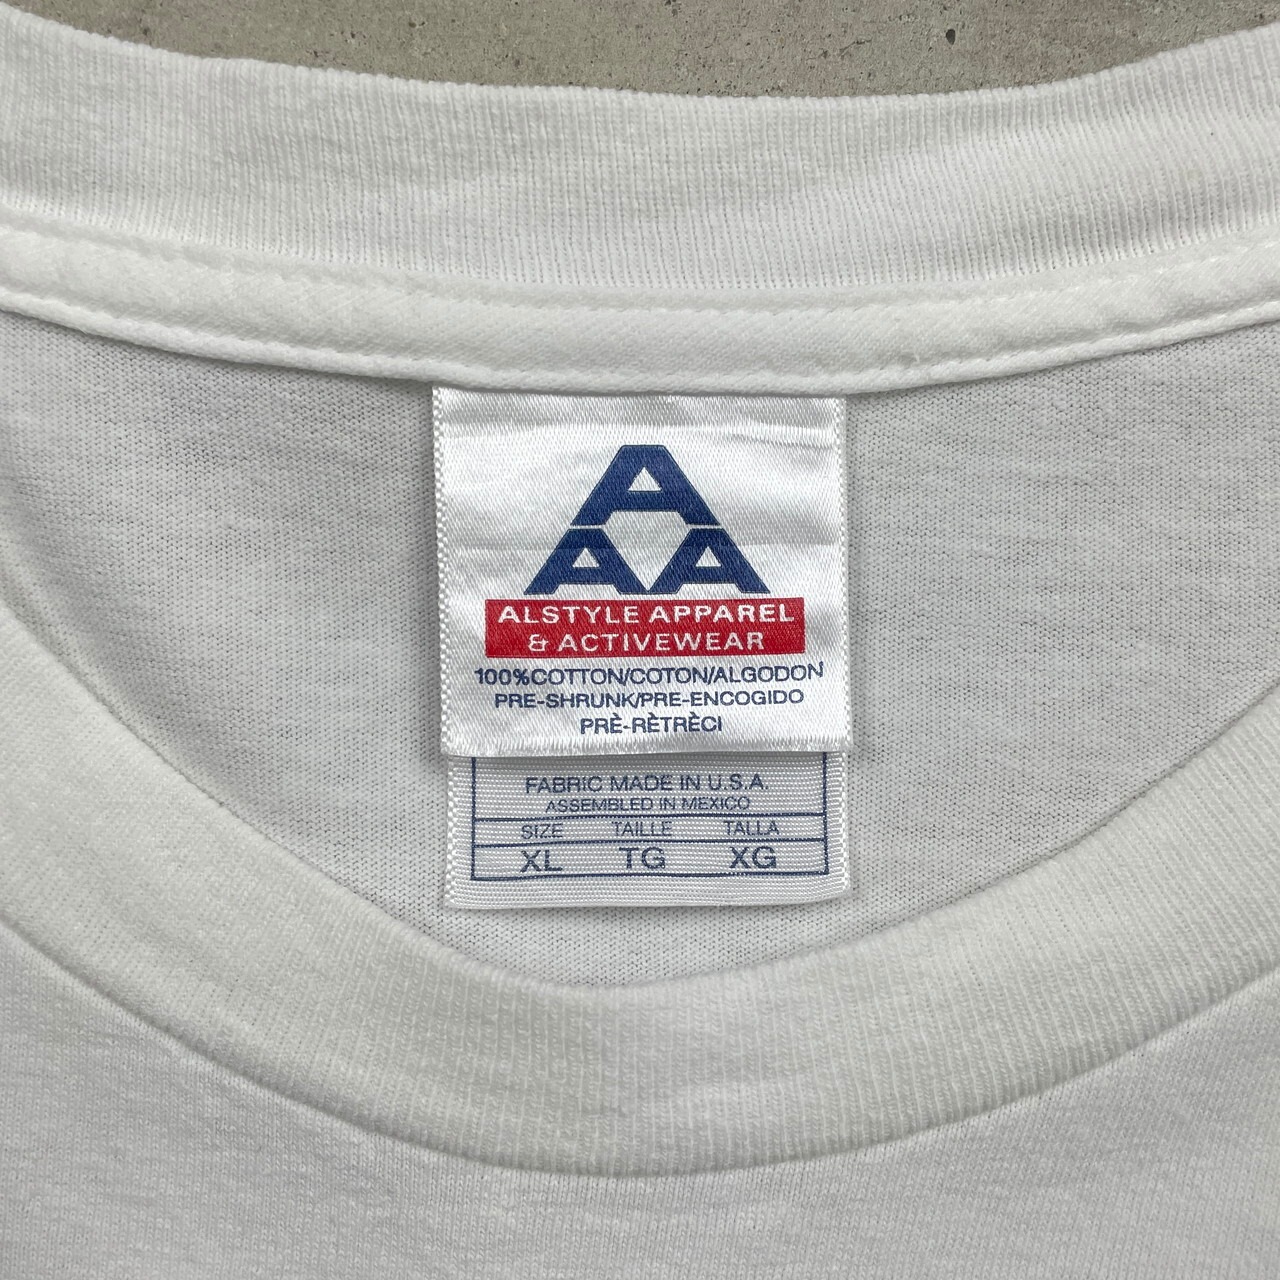 A
AA
ALSTYLE APPAREL
& ACTIVEWEAR
100%COTTON/COTON/ALGODON
PRE-SHRUNK/PRE-ENCOGIDO
PRÈ-RÈTRÈCI
FABRIC MADE IN U.S.A.
ASSEMBLED IN MEXICO
SIZE TAILLE TALLA
XL TG XG